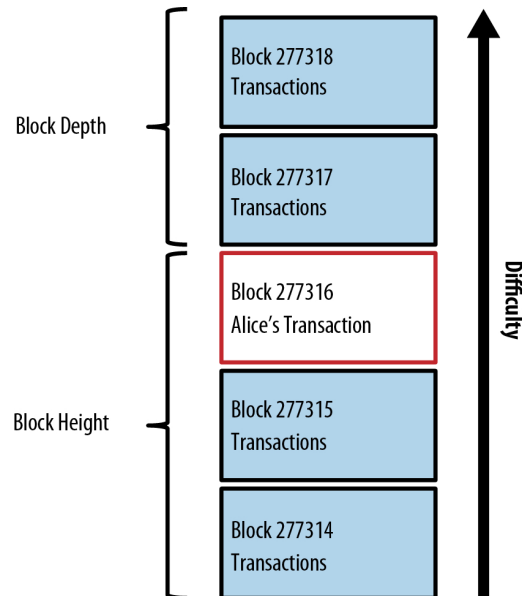 Block 277318
Transactions
Block Depth
Block 277317
Transactions
Block 277316
Alice's Transaction
Difficulty
Block 277315
Transactions
Block Height
Block 277314
Transactions